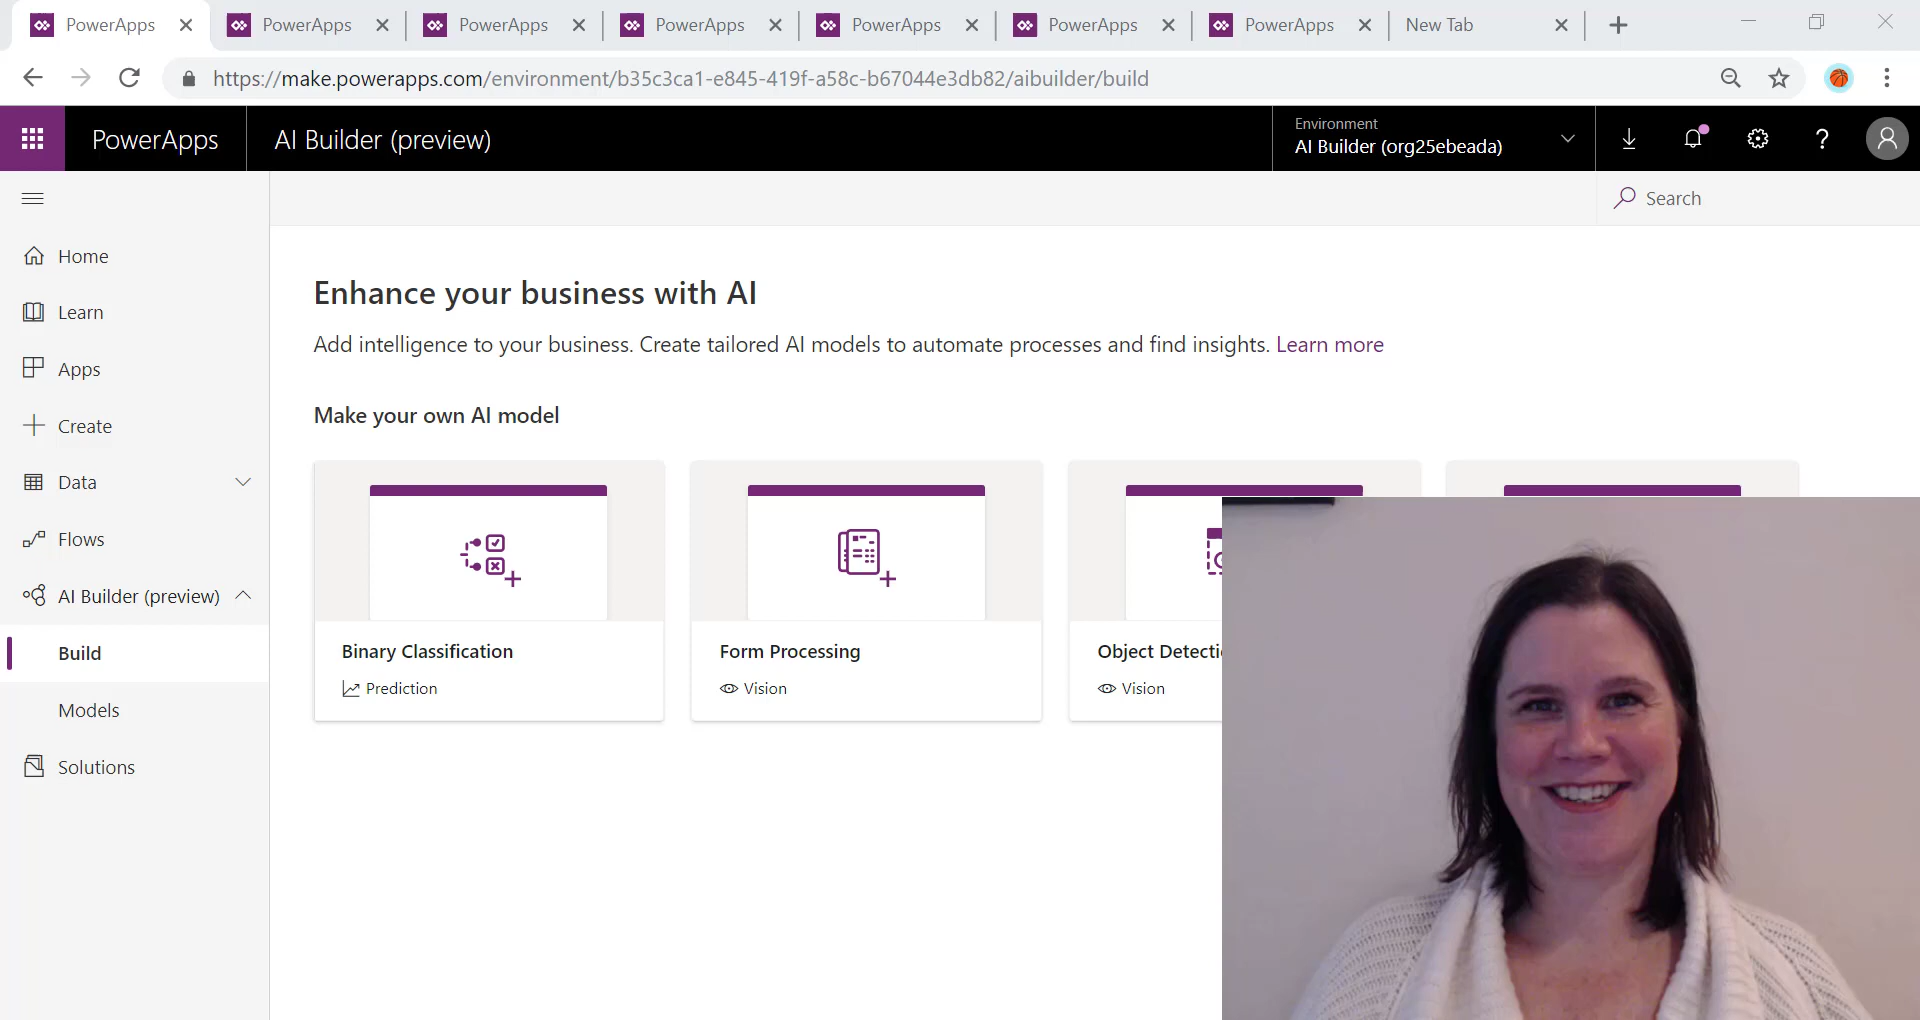 PowerApps PowerApps PowerApps PowerApps PowerApps PowerApps PowerApps New Tab
https://make.powerapps.com/environment/b35c3ca1-e845-419f-a58c-b67044e3db82/aibuilder/build
PowerApps
AI Builder (preview)
Environment
AI Builder (org25ebeada)
?
Search
Home
Learn
Apps
Create
Data
Flows
AI Builder (preview)
Build
Models
Solutions
Enhance your business with AI
Add intelligence to your business. Create tailored AI models to automate processes and find insights. Learn more
Make your own AI model
Binary Classification
Prediction
Form Processing
Vision
Object Detecti
Vision